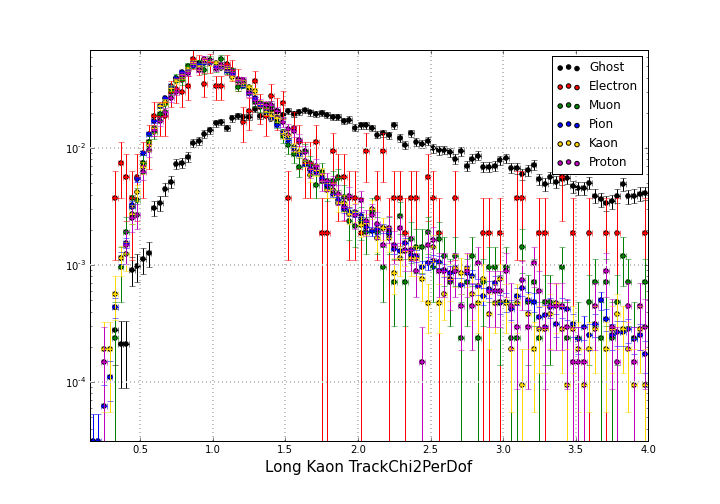 Ghost
Electron
Muon
Pion
Kaon
Proton
10⁻²
10⁻³
10⁻⁴
0.5 1.0 1.5 2.0 2.5 3.0 3.5 4.0
Long Kaon TrackChi2PerDof